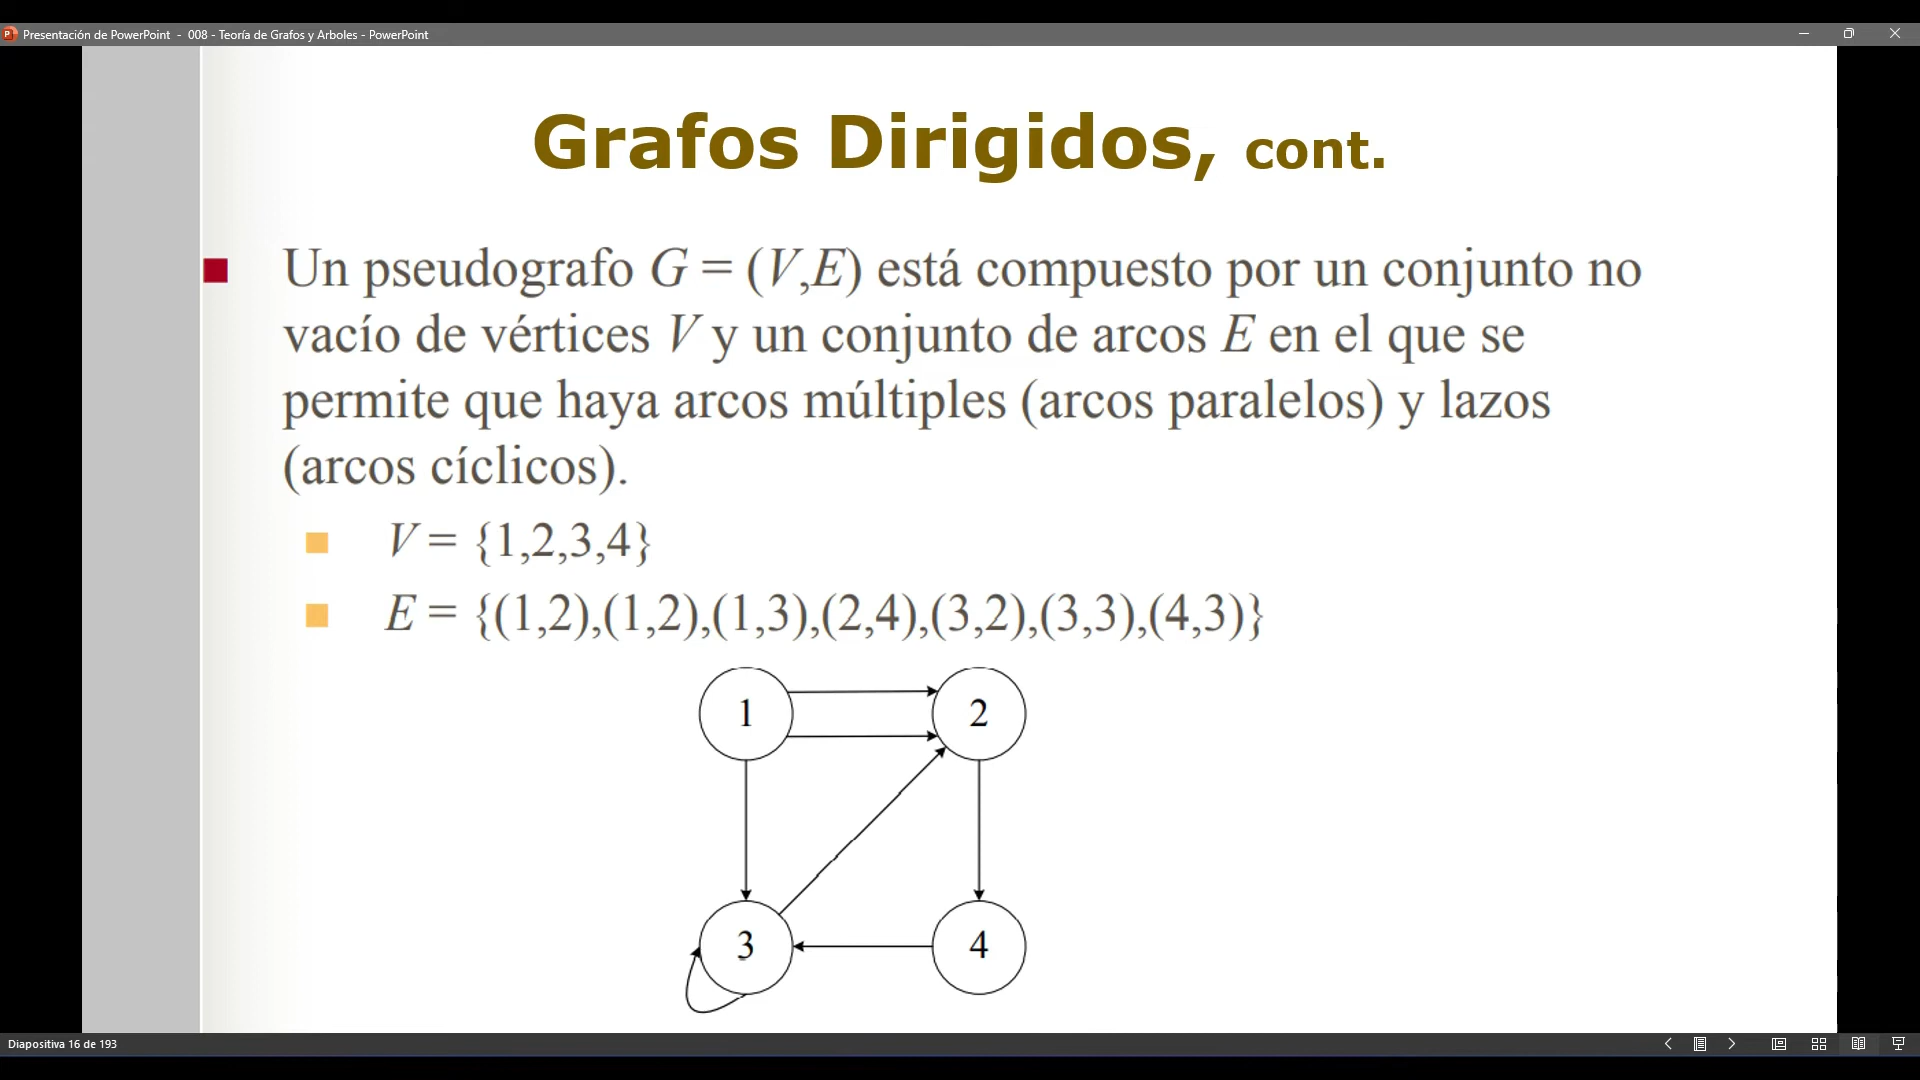 Presentación de PowerPoint - 008 - Teoría de Grafos y Arboles - PowerPoint
Grafos Dirigidos, cont.
Un pseudografo G = (V,E) está compuesto por un conjunto no
vacío de vértices V y un conjunto de arcos E en el que se
permite que haya arcos múltiples (arcos paralelos) y lazos
(arcos cíclicos).
V = {1,2,3,4}
E = {(1,2),(1,2),(1,3),(2,4),(3,2),(3,3),(4,3)}
1 2
3 4
Diapositiva 16 de 193